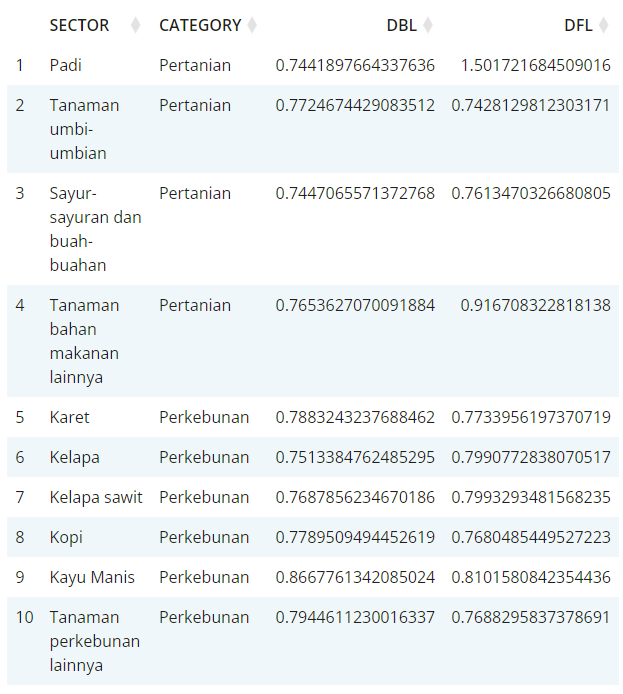 SECTOR CATEGORY DBL DFL
1 Padi Pertanian 0.7441897664337636 1.501721684509016
2 Tanaman Pertanian 0.7724674429083512 0.7428129812303171
umbi-
umbian
3 Sayur- Pertanian 0.7447065571372768 0.7613470326680805
sayuran dan
buah-
buahan
4 Tanaman Pertanian 0.7653627070091884 0.916708322818138
bahan
makanan
lainnya
5 Karet Perkebunan 0.7883243237688462 0.7733956197370719
6 Kelapa Perkebunan 0.7513384762485295 0.7990772838070517
7 Kelapa sawit Perkebunan 0.7687856234670186 0.7993293481568235
8 Kopi Perkebunan 0.7789509494452619 0.7680485449527223
9 Kayu Manis Perkebunan 0.8667761342085024 0.8101580842354436
10 Tanaman Perkebunan 0.7944611230016337 0.7688295837378691
perkebunan
lainnya